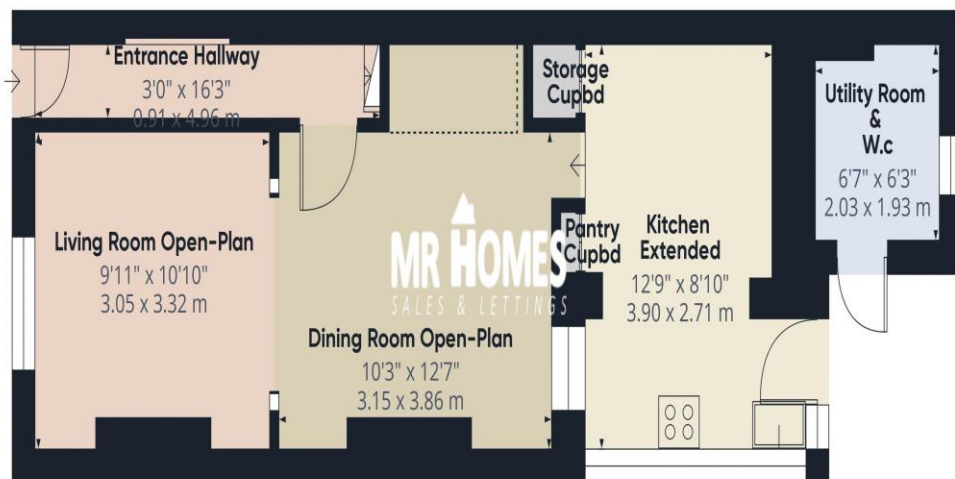 Entrance Hallway
3'0" x 16'3"
0.91 x 4.96 m
Storage
Cupbd
Utility Room
&
W.c
6'7" x 6'3"
2.03 x 1.93 m
Living Room Open-Plan
9'11" x 10'10"
3.05 x 3.32 m
MR HOMES
SALES & LETTINGS
Pantry
Cupbd
Kitchen
Extended
12'9" x 8'10"
3.90 x 2.71 m
Dining Room Open-Plan
10'3" x 12'7"
3.15 x 3.86 m